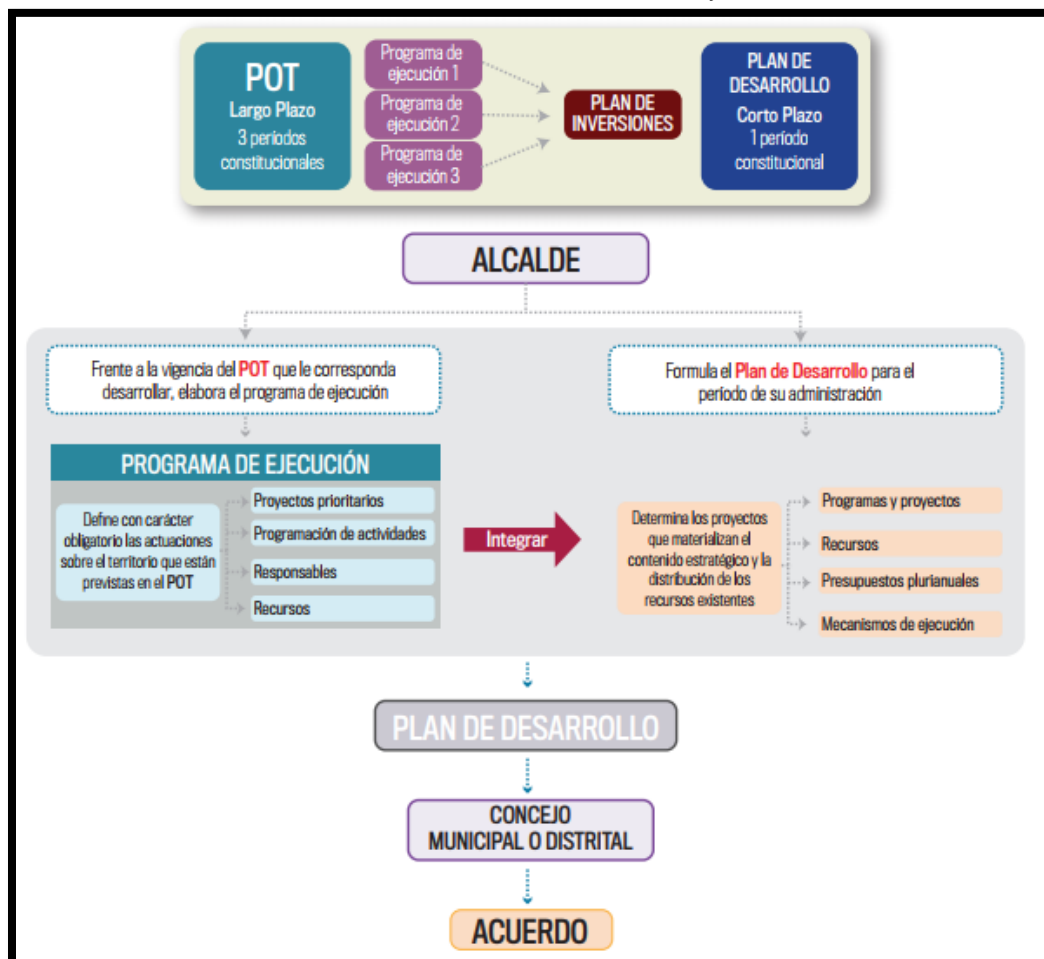 POT
Largo Plazo
3 períodos
constitucionales
Programa de
ejecución 1
Programa de
ejecución 2
Programa de
ejecución 3
PLAN DE
INVERSIONES
PLAN DE
DESARROLLO
Corto Plazo
1 período
constitucional
ALCALDE
Frente a la vigencia del POT que le corresponda
desarrollar, elabora el programa de ejecución
Formula el Plan de Desarrollo para el
período de su administración
PROGRAMA DE EJECUCIÓN
Define con carácter
obligatorio las actuaciones
sobre el territorio que están
previstas en el POT
Proyectos prioritarios
Programación de actividades
Responsables
Recursos
Integrar
Determina los proyectos
que materializan el
contenido estratégico y la
distribución de los
recursos existentes
Programas y proyectos
Recursos
Presupuestos plurianuales
Mecanismos de ejecución
PLAN DE DESARROLLO
CONCEJO
MUNICIPAL O DISTRITAL
ACUERDO